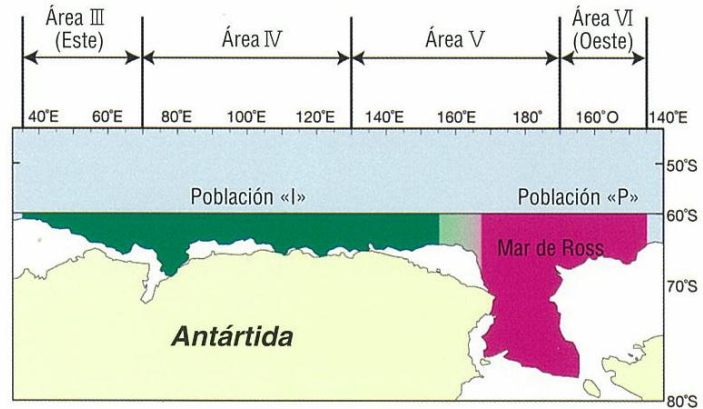 Área III
(Este)
Área IV
Área V
Área VI
(Oeste)
40°E 60°E 80°E 100°E 120°E 140°E 160°E 180° 160°O 140°E
50°S
Población «I» Población «P»
60°S
Mar de Ross
70°S
Antártida
80°S